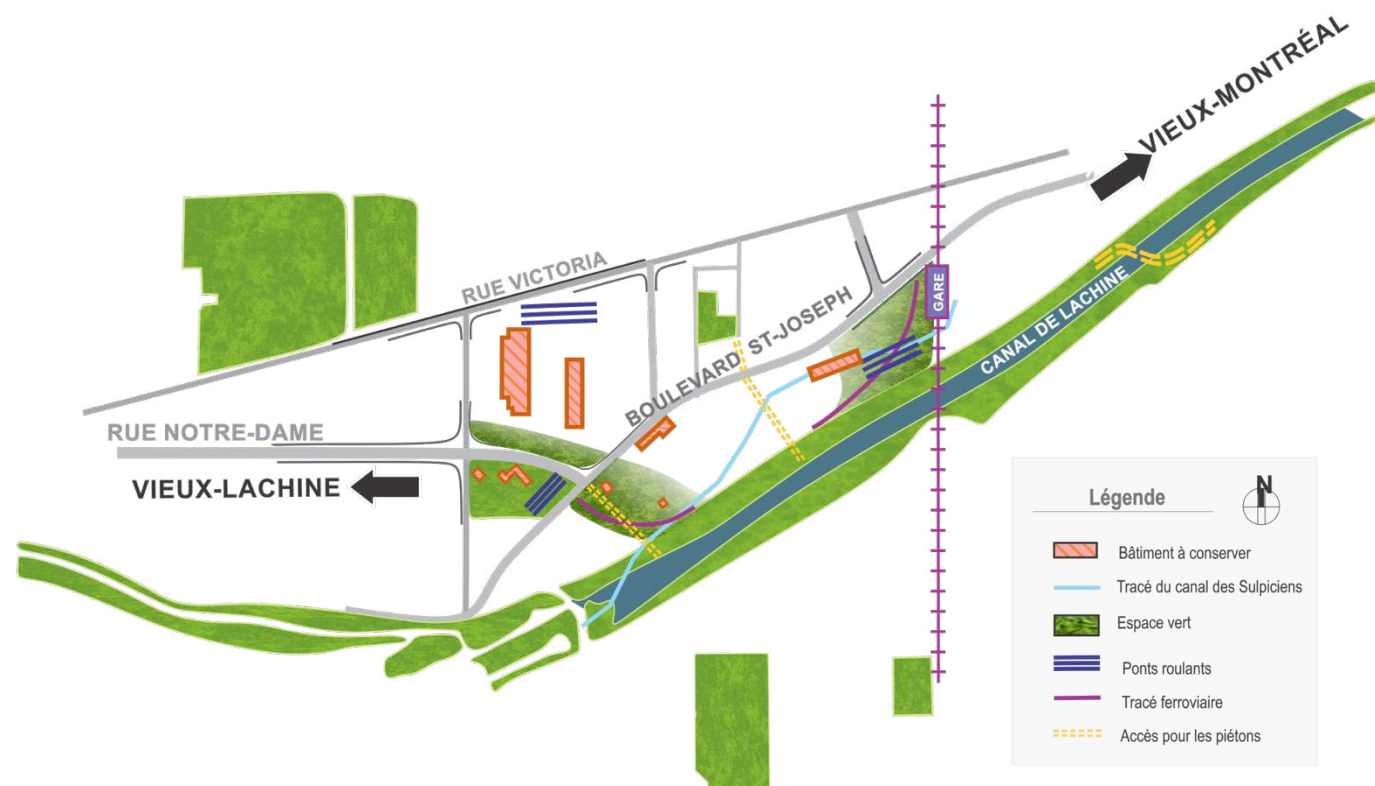 VIEUX-MONTRÉAL
RUE VICTORIA
GARE
BOULEVARD ST-JOSEPH
CANAL DE LACHINE
RUE NOTRE-DAME
VIEUX-LACHINE
Légende
N
Bâtiment à conserver
Tracé du canal des Sulpiciens
Espace vert
Ponts roulants
Tracé ferroviaire
Accès pour les piétons